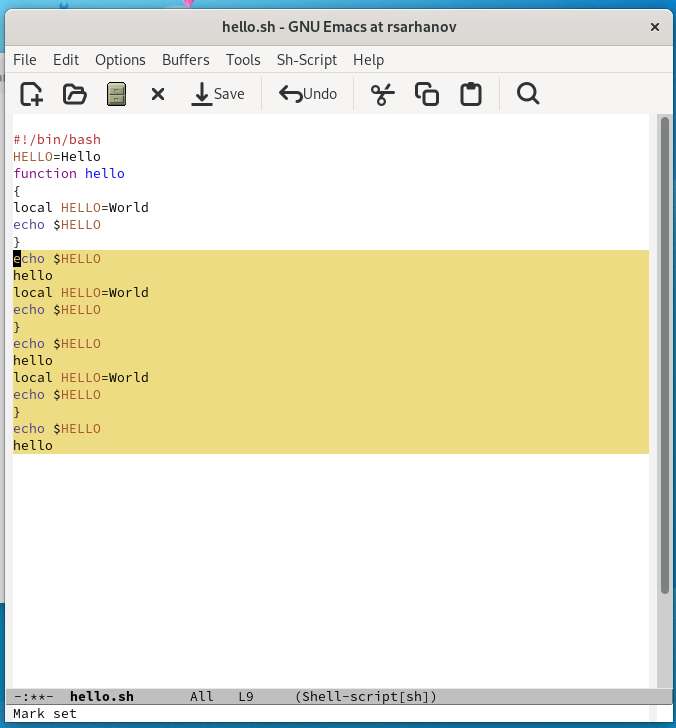 hello.sh - GNU Emacs at rsarhanov
File Edit Options Buffers Tools Sh-Script Help
Save Undo
#!/bin/bash
HELLO=Hello
function hello
{
local HELLO=World
echo $HELLO
}
echo $HELLO
hello
local HELLO=World
echo $HELLO
}
echo $HELLO
hello
local HELLO=World
echo $HELLO
}
echo $HELLO
hello
-:**- hello.sh All L9 (Shell-script[sh])
Mark set